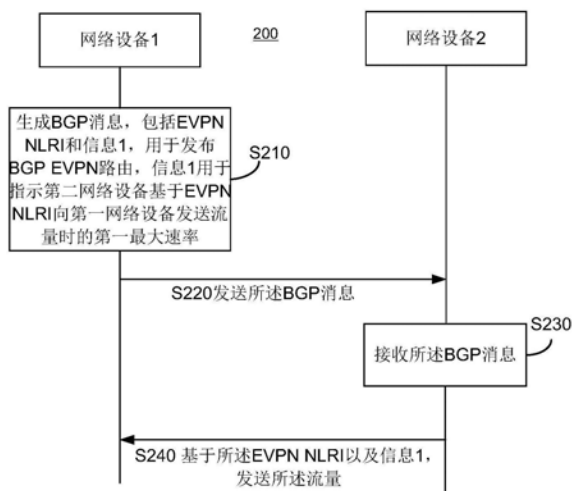 网络设备1
200
网络设备2
生成BGP消息，包括EVPN
NLRI和信息1，用于发布
BGP EVPN路由，信息1用于
指示第二网络设备基于EVPN
NLRI向第一网络设备发送流
量时的第一最大速率
S210
S220发送所述BGP消息
S230
接收所述BGP消息
S240 基于所述EVPN NLRI以及信息1，
发送所述流量